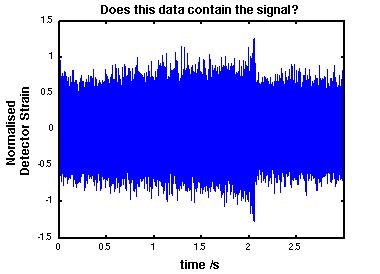 Does this data contain the signal?
1.5
1
0.5
0
-0.5
-1
-1.5
Normalised
Detector Strain
0 0.5 1 1.5 2 2.5
time /s